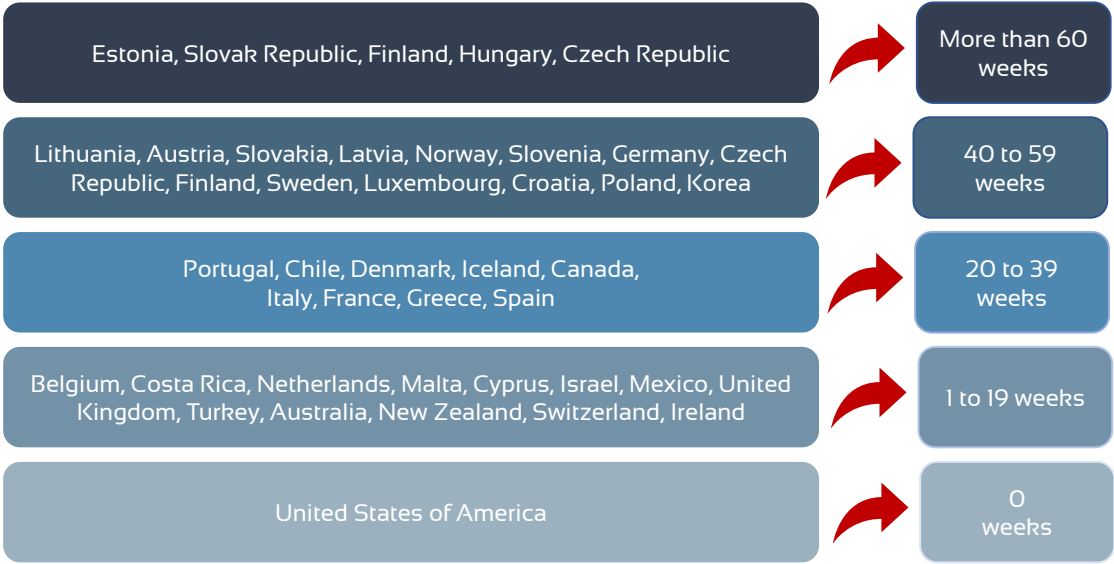 Estonia, Slovak Republic, Finland, Hungary, Czech Republic
More than 60
weeks
Lithuania, Austria, Slovakia, Latvia, Norway, Slovenia, Germany, Czech
Republic, Finland, Sweden, Luxembourg, Croatia, Poland, Korea
40 to 59
weeks
Portugal, Chile, Denmark, Iceland, Canada,
Italy, France, Greece, Spain
20 to 39
weeks
Belgium, Costa Rica, Netherlands, Malta, Cyprus, Israel, Mexico, United
Kingdom, Turkey, Australia, New Zealand, Switzerland, Ireland
1 to 19 weeks
United States of America
0
weeks